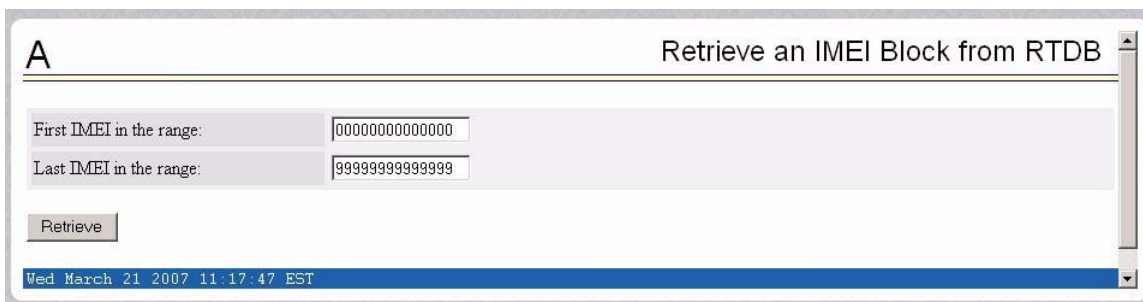 A
Retrieve an IMEI Block from RTDB
First IMEI in the range:
00000000000000
Last IMEI in the range:
99999999999999
Retrieve
Wed March 21 2007 11:17:47 EST